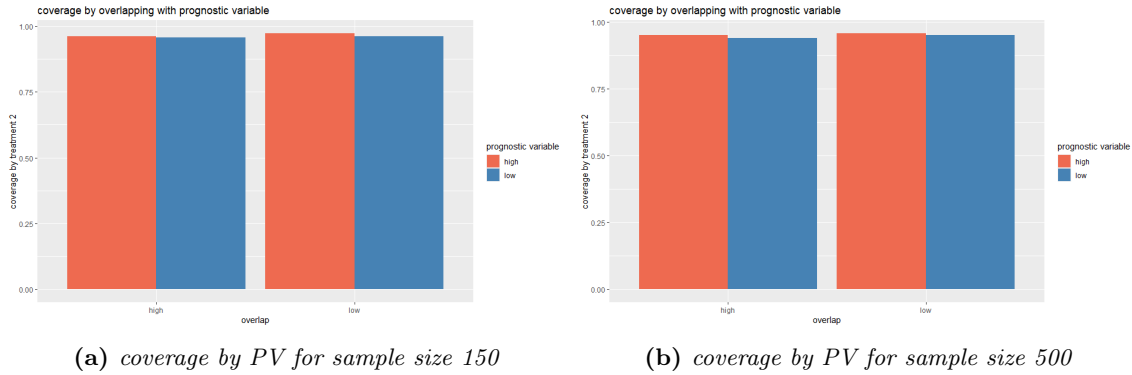 coverage by overlapping with prognostic variable
1.00
0.75
0.50
0.25
0.00
coverage by treatment 2
high
low
overlap
prognostic variable
high
low
(a) coverage by PV for sample size 150
coverage by overlapping with prognostic variable
1.00
0.75
0.50
0.25
0.00
coverage by treatment 2
high
low
overlap
prognostic variable
high
low
(b) coverage by PV for sample size 500